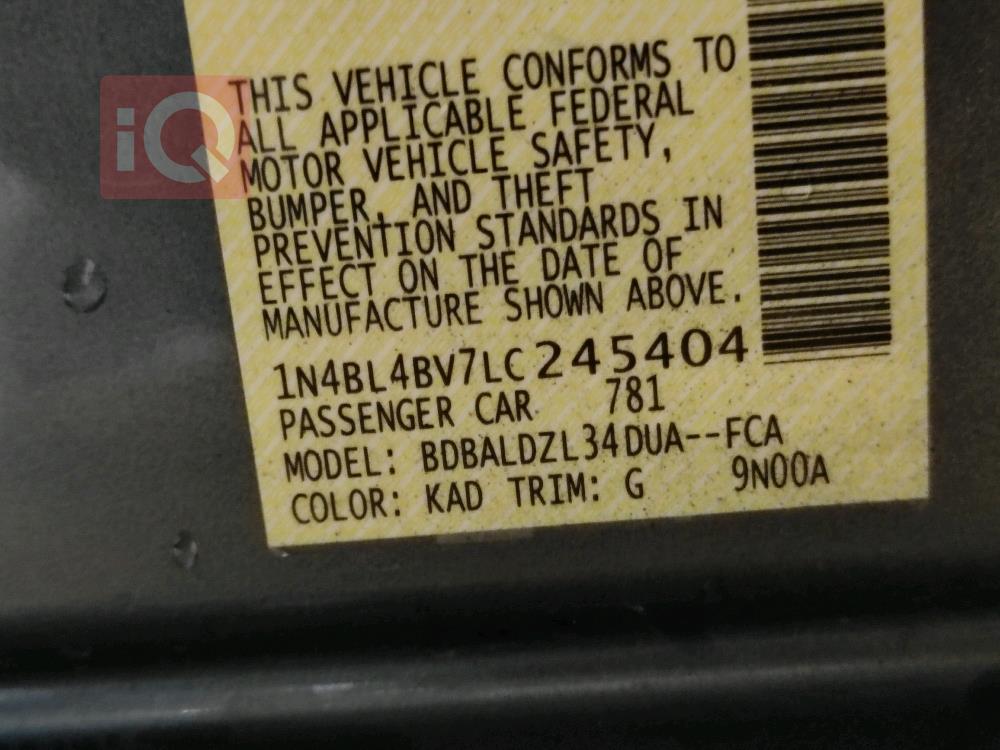 iQ
THIS VEHICLE CONFORMS TO
ALL APPLICABLE FEDERAL
MOTOR VEHICLE SAFETY,
BUMPER, AND THEFT
PREVENTION STANDARDS IN
EFFECT ON THE DATE OF
MANUFACTURE SHOWN ABOVE.
1N4BL4BV7LC245404
PASSENGER CAR 781
MODEL: BDBALDZL34DUA--FCA
COLOR: KAD TRIM: G 9N00A